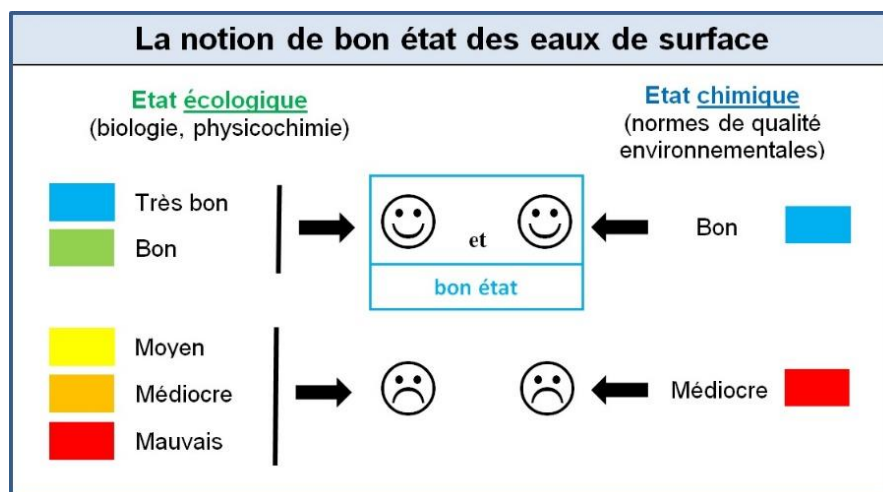 La notion de bon état des eaux de surface
Etat écologique
(biologie, physicochimie)
Etat chimique
(normes de qualité
environnementales)
Très bon
Bon
et
bon état
Bon
Moyen
Médiocre
Mauvais
Médiocre